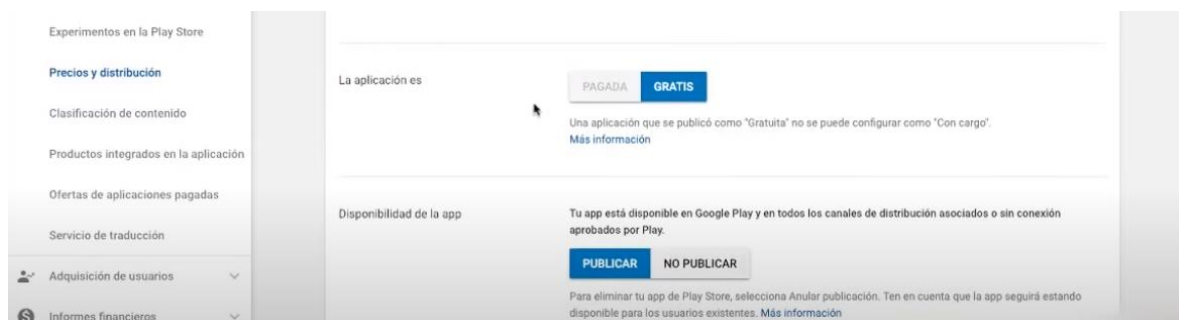 Experimentos en la Play Store
Precios y distribución
Clasificación de contenido
Productos integrados en la aplicación
Ofertas de aplicaciones pagadas
Servicio de traducción
Adquisición de usuarios
Informes financieros
La aplicación es
PAGADA GRATIS
Una aplicación que se publicó como "Gratuita" no se puede configurar como "Con cargo".
Más información
Disponibilidad de la app
Tu app está disponible en Google Play y en todos los canales de distribución asociados o sin conexión
aprobados por Play.
PUBLICAR NO PUBLICAR
Para eliminar tu app de Play Store, selecciona Anular publicación. Ten en cuenta que la app seguirá estando
disponible para los usuarios existentes. Más información